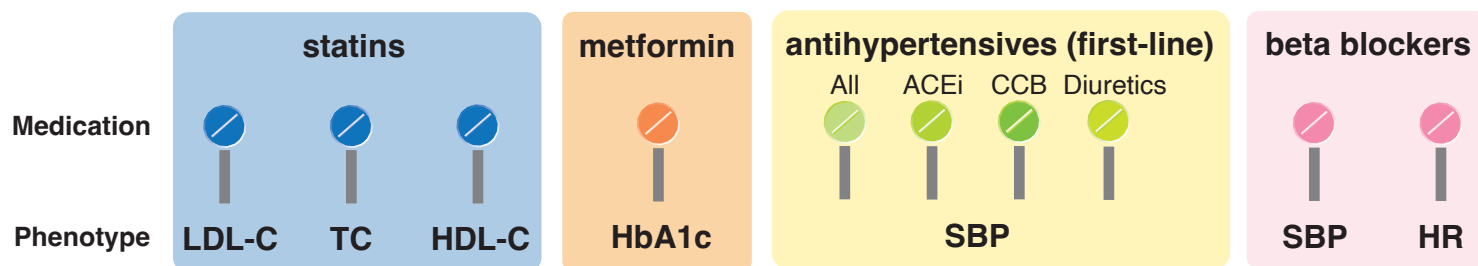 statins metformin antihypertensives (first-line) beta blockers
All ACEi CCB Diuretics
Medication
Phenotype LDL-C TC HDL-C HbA1c SBP SBP HR